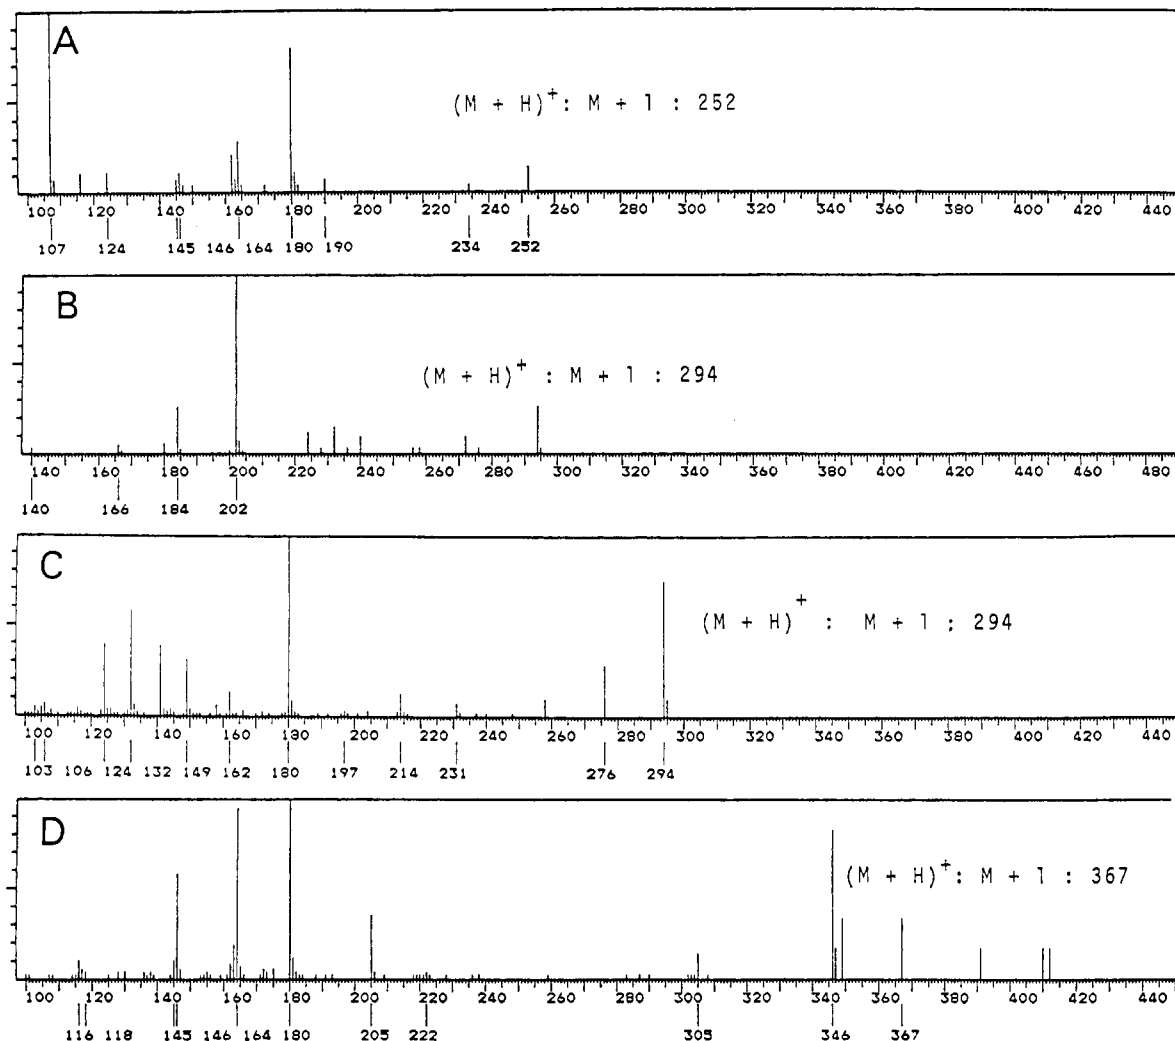 A
(M + H)+: M + 1 : 252
100 120 140 160 180 200 220 240 260 280 300 320 340 360 380 400 420 440
107 124 145 146 164 180 190 234 252
B
(M + H)+ : M + 1 : 294
140 160 180 200 220 240 260 280 300 320 340 360 380 400 420 440 460 480
140 166 184 202
C
(M + H)+ : M + 1 ; 294
100 120 140 160 180 200 220 240 260 280 300 320 340 360 380 400 420 440
103 106 124 132 149 162 180 197 214 231 276 294
D
(M + H)+: M + 1 : 367
100 120 140 160 180 200 220 240 260 280 300 320 340 360 380 400 420 440
116 118 145 146 164 180 205 222 305 346 367